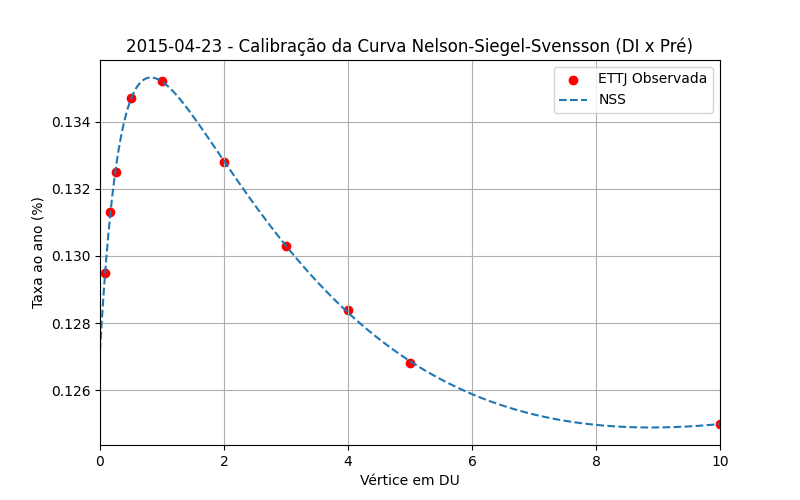 2015-04-23 - Calibração da Curva Nelson-Siegel-Svensson (DI x Pré)
ETTJ Observada
NSS
Taxa ao ano (%)
0.134
0.132
0.130
0.128
0.126
0 2 4 6 8 10
Vértice em DU